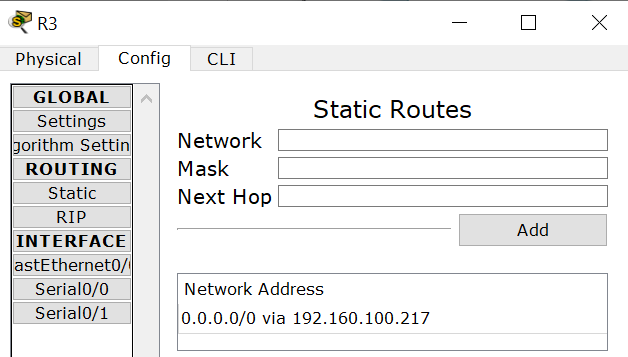 R3
Physical
Config
CLI
GLOBAL
Settings
gorithm Settin
ROUTING
Static
RIP
INTERFACE
astEthernet0/0
Serial0/0
Serial0/1
Static Routes
Network
Mask
Next Hop
Add
Network Address
0.0.0.0/0 via 192.160.100.217